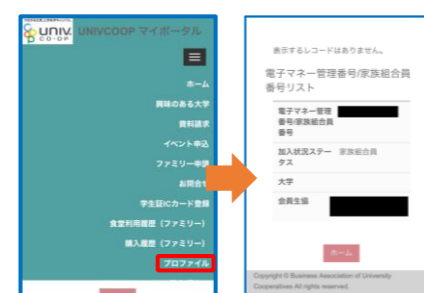 UNIV.
CO-OP
UNIVCOOP マイポータル
ホーム
興味のある大学
資料請求
イベント申込
ファミリー申請
お問合せ
学生証ICカード登録
食堂利用履歴（ファミリー）
購入履歴（ファミリー）
プロファイル
表示するレコードはありません。
電子マネー管理番号/家族組合員
番号リスト
電子マネー管理
番号/家族組合員
番号
加入状況ステー
タス
家族組合員
大学
会員生協
ホーム
Copyright © Business Association of University
Cooperatives All rights reserved.